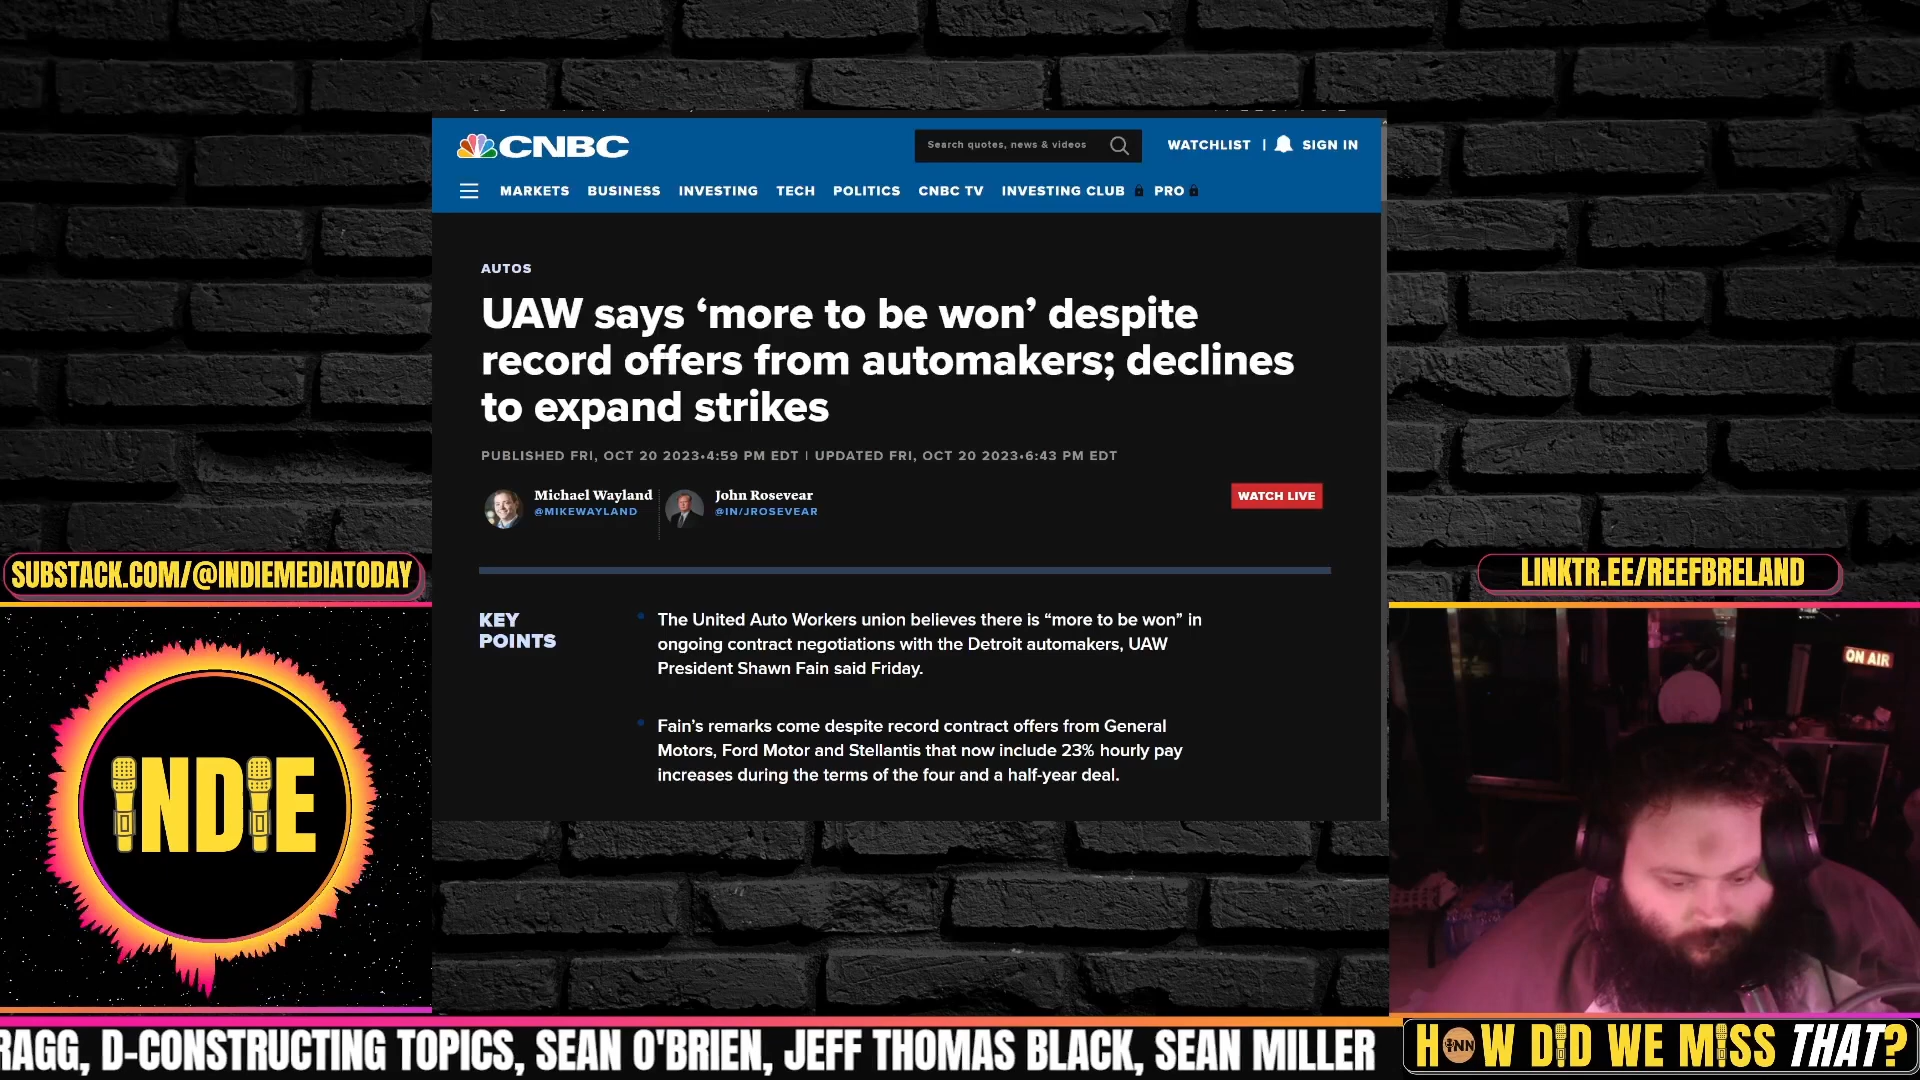 CNBC
Search quotes, news & videos
WATCHLIST | SIGN IN
MARKETS BUSINESS INVESTING TECH POLITICS CNBC TV INVESTING CLUB PRO
AUTOS
UAW says ‘more to be won’ despite
record offers from automakers; declines
to expand strikes
PUBLISHED FRI, OCT 20 2023•4:59 PM EDT | UPDATED FRI, OCT 20 2023•6:43 PM EDT
Michael Wayland
@MIKEWAYLAND
John Rosevear
@IN/JROSEVEAR
WATCH LIVE
KEY
POINTS
The United Auto Workers union believes there is “more to be won” in
ongoing contract negotiations with the Detroit automakers, UAW
President Shawn Fain said Friday.
Fain’s remarks come despite record contract offers from General
Motors, Ford Motor and Stellantis that now include 23% hourly pay
increases during the terms of the four and a half-year deal.
SUBSTACK.COM/@INDIEMEDIATODAY
LINKTR.EE/REEFBRELAND
INDIE
ON AIR
RAGG, D-CONSTRUCTING TOPICS, SEAN O'BRIEN, JEFF THOMAS BLACK, SEAN MILLER
HOW DID WE MISS THAT?
INN